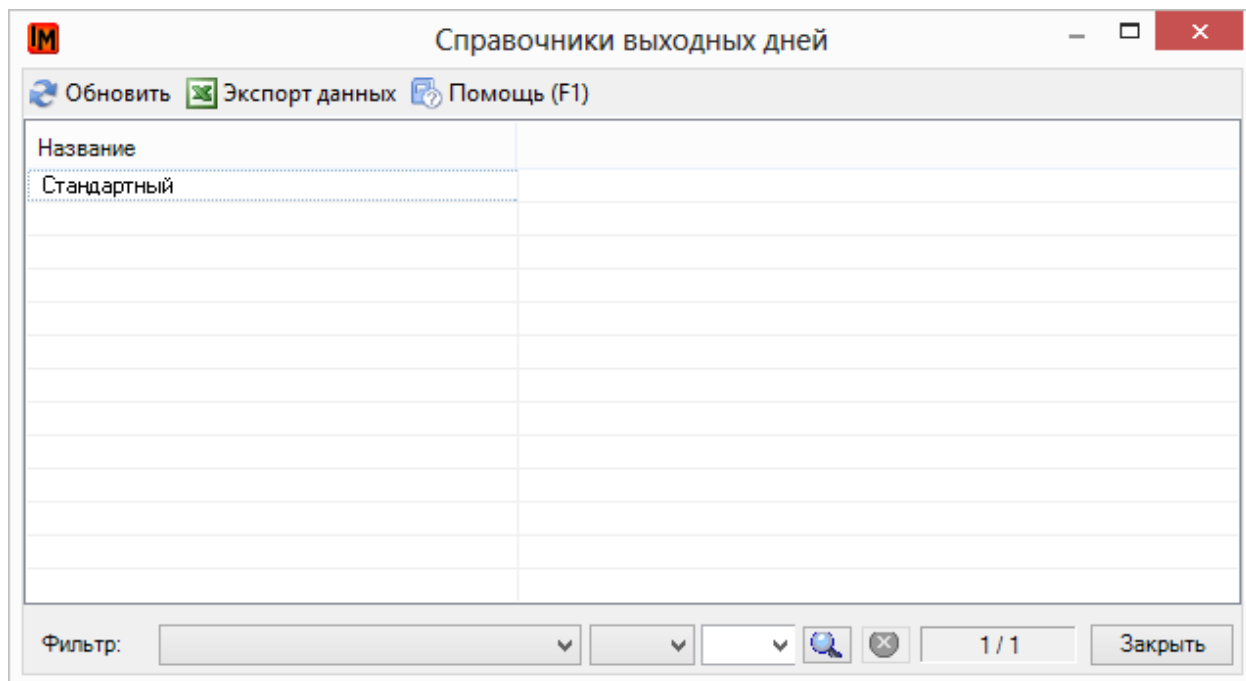 IM Справочники выходных дней
Обновить Экспорт данных Помощь (F1)
Название
Стандартный
Фильтр: 1 / 1 Закрыть